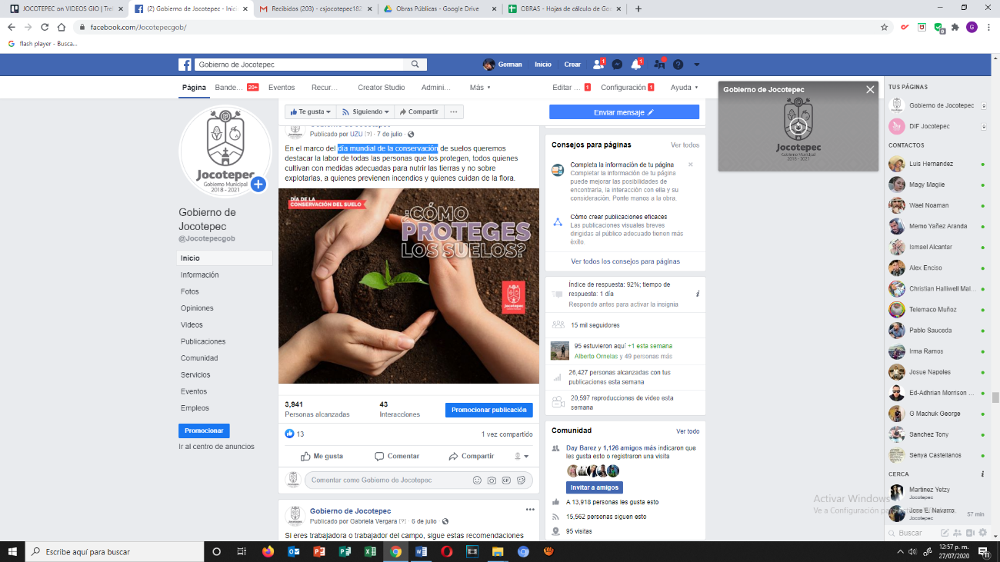 JOCOTEPEC on VIDEOS GIO | Trel
(2) Gobierno de Jocotepec - Inici
Recibidos (203) - csjocotepec182
Obras Públicas - Google Drive
OBRAS - Hojas de cálculo de Goo
facebook.com/Jocotepecgob/
flash player - Busca...
Gobierno de Jocotepec
German
Inicio
Crear
1
1
Página
Bande...
20+
Eventos
Recur...
Creator Studio
Admini...
Más
Editar ...
1
Configuración
1
Ayuda
Jocotepec
Gobierno Municipal
2018 - 2021
Gobierno de
Jocotepec
@Jocotepecgob
Inicio
Información
Fotos
Opiniones
Videos
Publicaciones
Comunidad
Servicios
Eventos
Empleos
Promocionar
Ir al centro de anuncios
Te gusta
Siguiendo
Compartir
Enviar mensaje
Gobierno de Jocotepec
Publicado por UZU [?] · 7 de julio ·
En el marco del día mundial de la conservación de suelos queremos
destacar la labor de todas las personas que los protegen, todos quienes
cultivan con medidas adecuadas para nutrir las tierras y no sobre
explotarlas, a quienes previenen incendios y quienes cuidan de la flora.
DÍA DE LA
CONSERVACIÓN DEL SUELO
¿CÓMO
PROTEGES
LOS SUELOS?
Jocotepec
3,941
Personas alcanzadas
43
Interacciones
Promocionar publicación
13
1 vez compartido
Me gusta
Comentar
Compartir
Comentar como Gobierno de Jocotepec
Gobierno de Jocotepec
Publicado por Gabriela Vergara [?] · 6 de julio ·
Si eres trabajadora o trabajador del campo, sigue estas recomendaciones
Consejos para páginas
Ver todos
Completa la información de tu página
Completar la información de tu página
puede mejorar las posibilidades de
encontrarla, la interacción con ella y su
consideración. Ponte manos a la obra.
Cómo crear publicaciones eficaces
Las publicaciones visuales breves
dirigidas al público adecuado tienen más
éxito.
Ver todos los consejos para páginas
Índice de respuesta: 92%; tiempo de
respuesta: 1 día
Responde antes para activar la insignia
15 mil seguidores
95 estuvieron aquí +1 esta semana
Alberto Ornelas y 49 personas más
26,427 personas alcanzadas con tus
publicaciones esta semana
20,597 reproducciones de video esta
semana
Comunidad
Ver todo
Day Barez y 1,126 amigos más indicaron que
les gusta esto o registraron una visita
Invitar a amigos
A 13,918 personas les gusta esto
15,562 personas siguen esto
95 visitas
Gobierno de Jocotepec
Jocotepec
2018 - 2021
TUS PÁGINAS
Gobierno de Jocotepec
DIF Jocotepec
CONTACTOS
Luis Hernandez
Magy Maglie
Wael Noaman
Memo Yañez Aranda
Ismael Alcantar
Alex Enciso
Christian Halliwell Mal...
Telemaco Muñoz
Pablo Sauceda
Irma Ramos
Josue Napoles
Ed-Adhrian Morrison ...
G Machuk George
Sanchez Tony
Senya Castellanos
CERCA
Martinez Yetzy
Jocotepec
Jose E. Navarro
Jocotepec
57 min
Buscar
Activar Windows
Ve a Configuración para
Escribe aquí para buscar
12:57 p. m.
27/07/2020
11